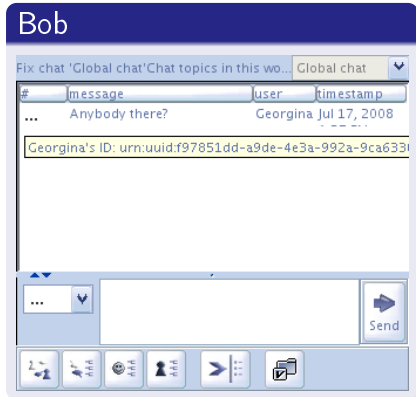 Bob
Fix chat 'Global chat'Chat topics in this wo... Global chat
# message user timestamp
... Anybody there? Georgina Jul 17, 2008
Georgina's ID: urn:uuid:f97851dd-a9de-4e3a-992a-9ca633
...
Send